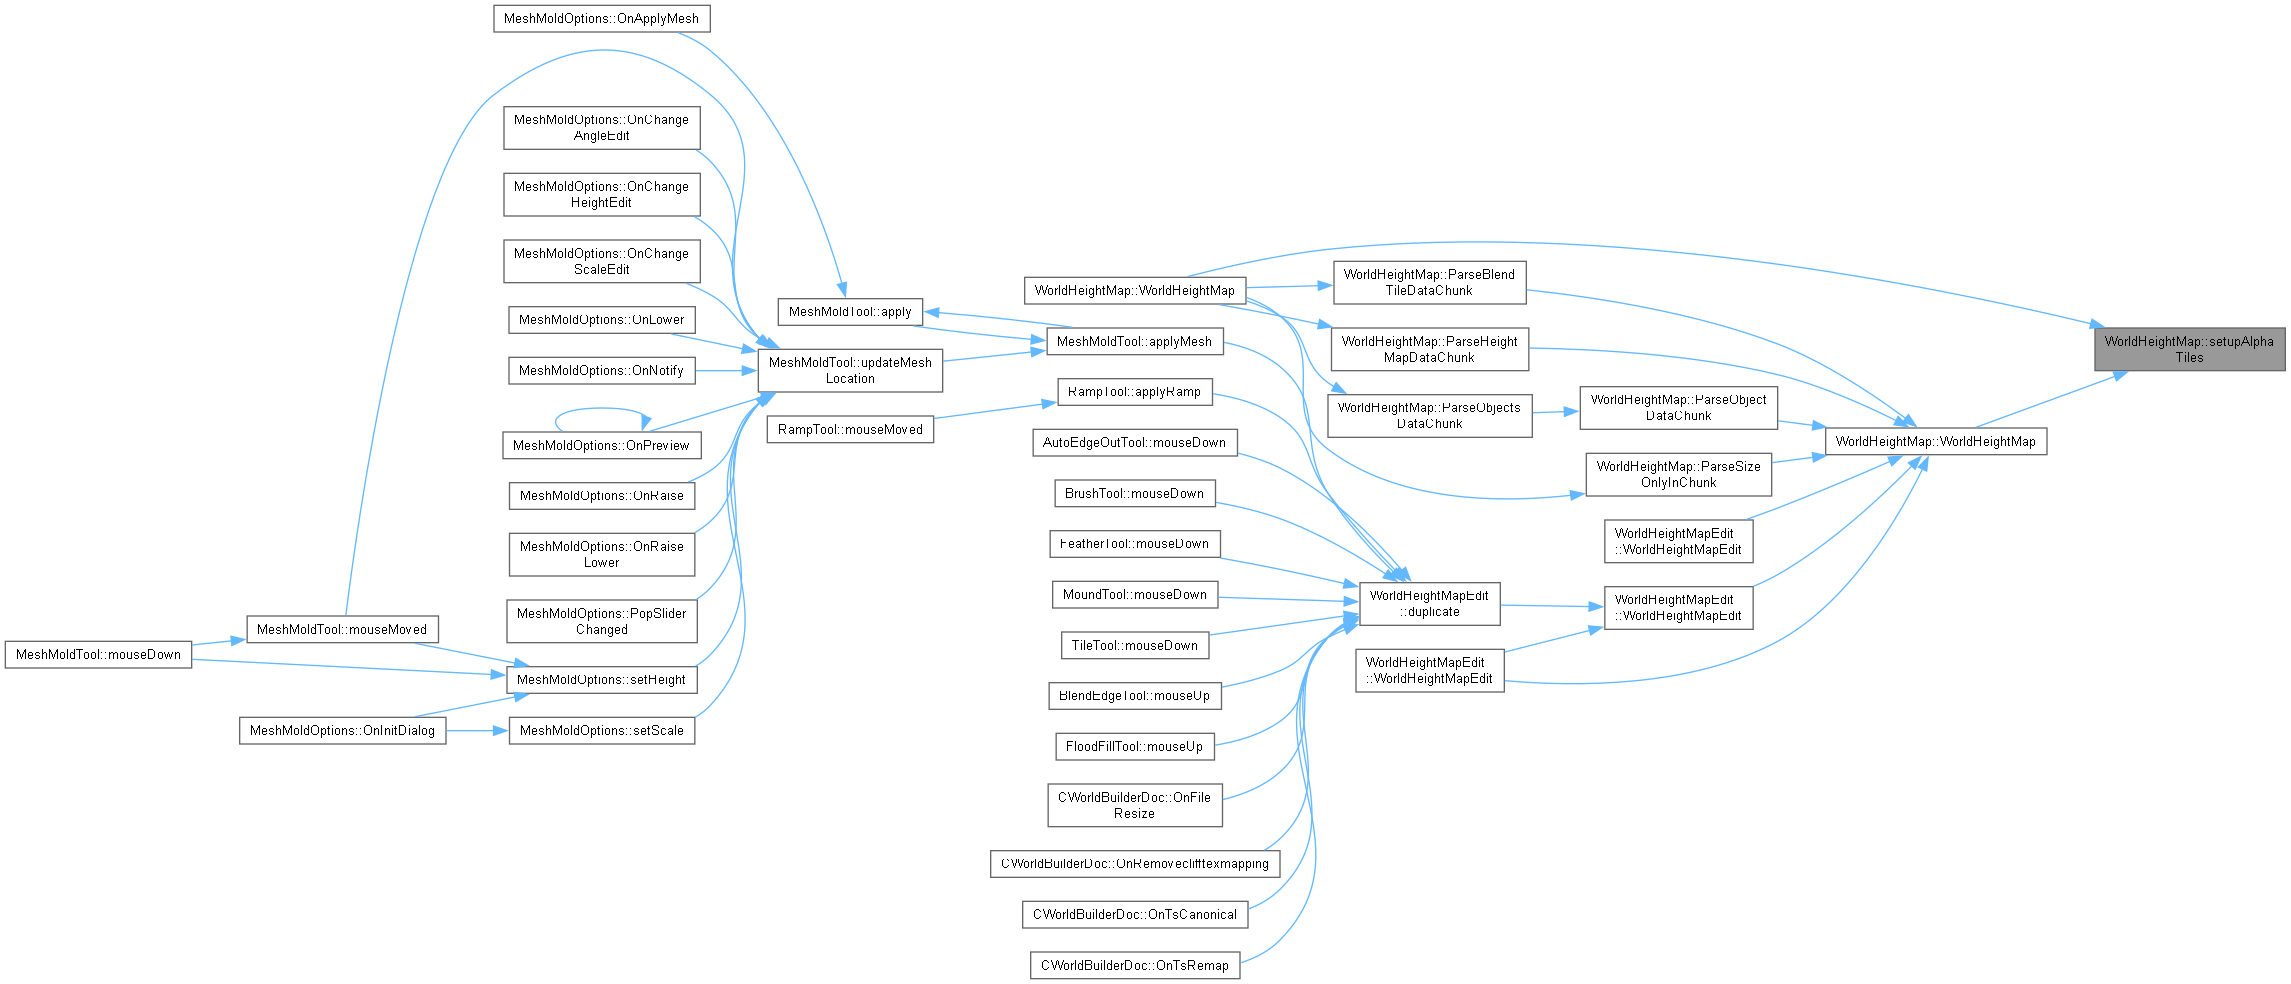 MeshMoldOptions::OnApplyMesh
MeshMoldOptions::OnChange
AngleEdit
MeshMoldOptions::OnChange
HeightEdit
MeshMoldOptions::OnChange
ScaleEdit
MeshMoldOptions::OnLower
MeshMoldOptions::OnNotify
MeshMoldOptions::OnPreview
MeshMoldOptions::OnRaise
MeshMoldOptions::OnRaise
Lower
MeshMoldOptions::PopSlider
Changed
MeshMoldTool::mouseMoved
MeshMoldTool::mouseDown
MeshMoldOptions::setHeight
MeshMoldOptions::OnInitDialog
MeshMoldOptions::setScale
MeshMoldTool::apply
MeshMoldTool::updateMesh
Location
RampTool::mouseMoved
WorldHeightMap::WorldHeightMap
MeshMoldTool::applyMesh
RampTool::applyRamp
AutoEdgeOutTool::mouseDown
BrushTool::mouseDown
FeatherTool::mouseDown
MoundTool::mouseDown
TileTool::mouseDown
BlendEdgeTool::mouseUp
FloodFillTool::mouseUp
CWorldBuilderDoc::OnFile
Resize
CWorldBuilderDoc::OnRemoveclifftexmapping
CWorldBuilderDoc::OnTsCanonical
CWorldBuilderDoc::OnTsRemap
WorldHeightMap::ParseBlend
TileDataChunk
WorldHeightMap::ParseHeight
MapDataChunk
WorldHeightMap::ParseObjects
DataChunk
WorldHeightMapEdit
::duplicate
WorldHeightMapEdit
::WorldHeightMapEdit
WorldHeightMap::ParseObject
DataChunk
WorldHeightMap::ParseSize
OnlyInChunk
WorldHeightMapEdit
::WorldHeightMapEdit
WorldHeightMapEdit
::WorldHeightMapEdit
WorldHeightMap::WorldHeightMap
WorldHeightMap::setupAlpha
Tiles